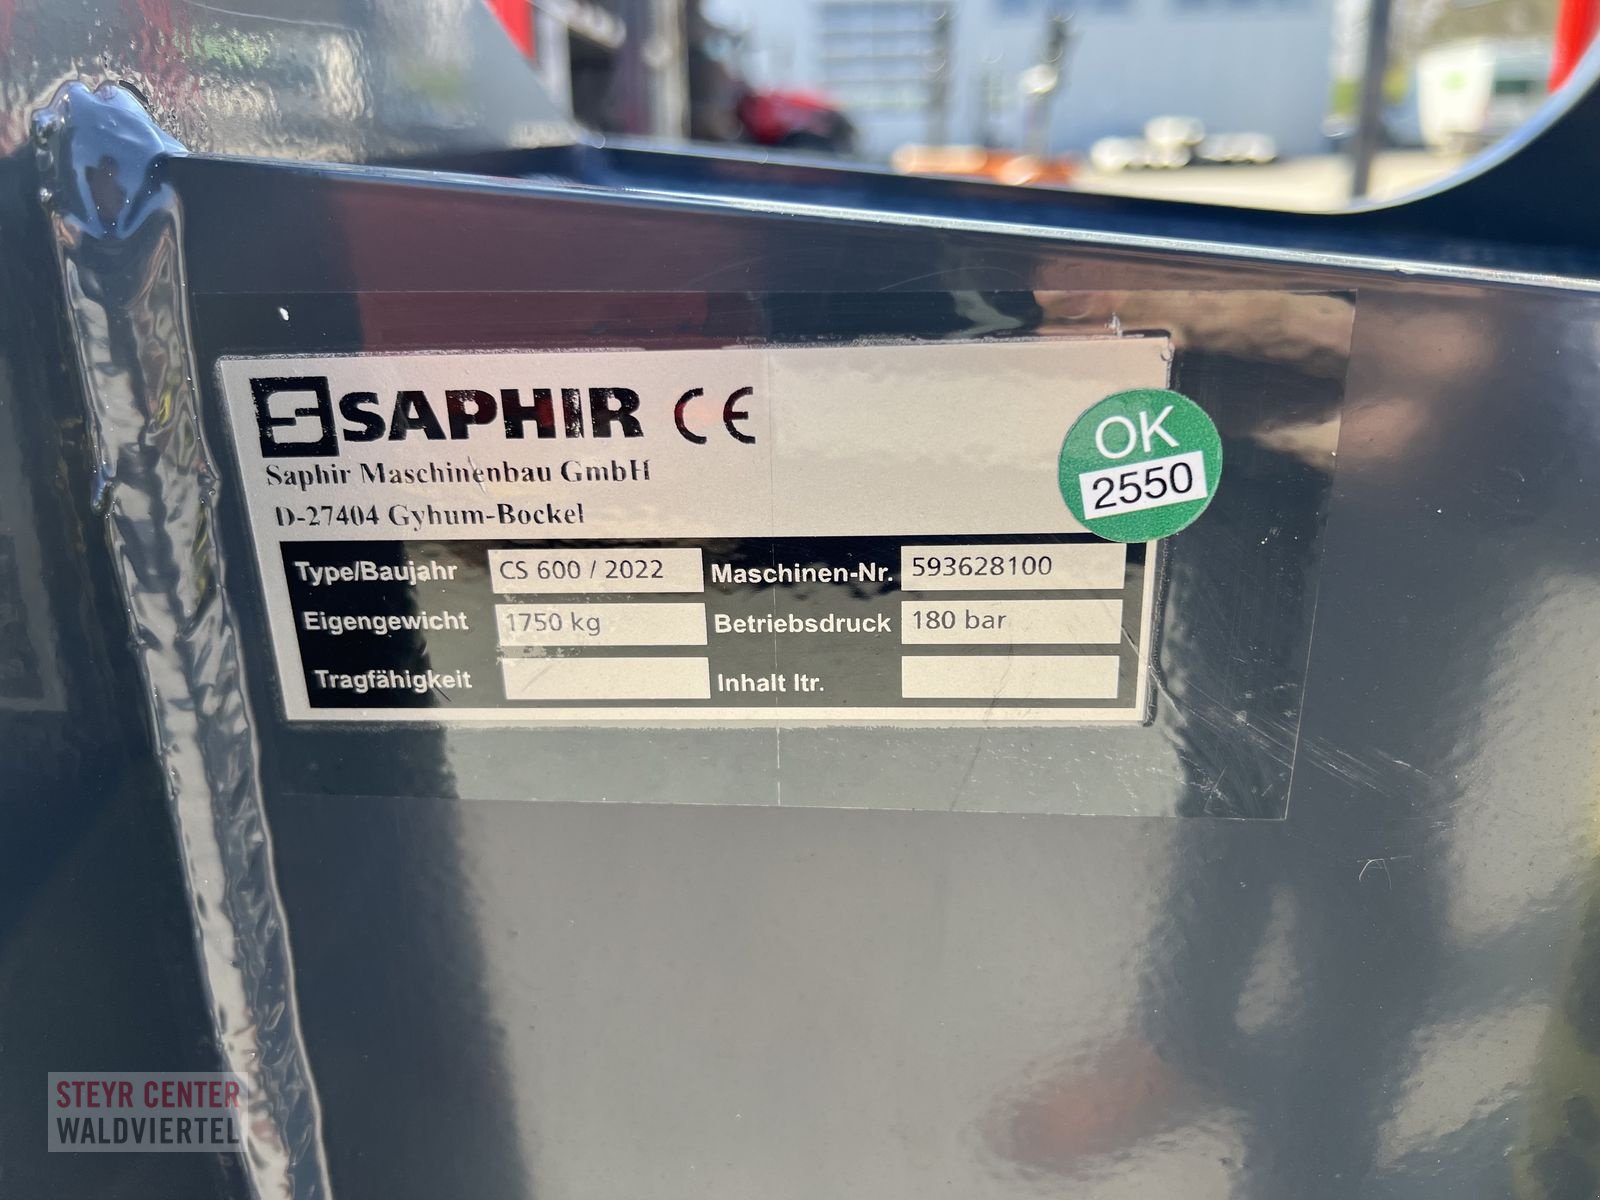 SAPHIR CE
Saphir Maschinenbau GmbH
D-27404 Gyhum-Bockel
OK
2550
Type/Baujahr CS 600 / 2022 Maschinen-Nr. 593628100
Eigengewicht 1750 kg Betriebsdruck 180 bar
Tragfähigkeit Inhalt ltr.
STEYR CENTER
WALDVIERTEL